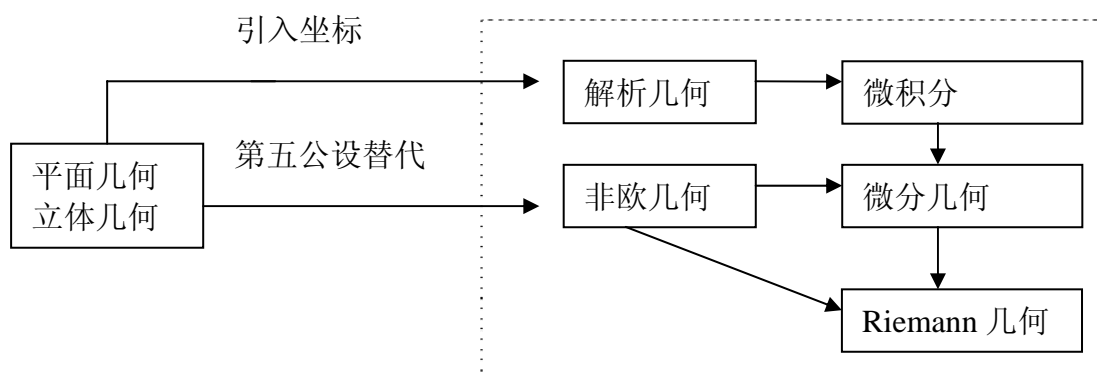 引入坐标
解析几何
微积分
第五公设替代
平面几何
立体几何
非欧几何
微分几何
Riemann 几何